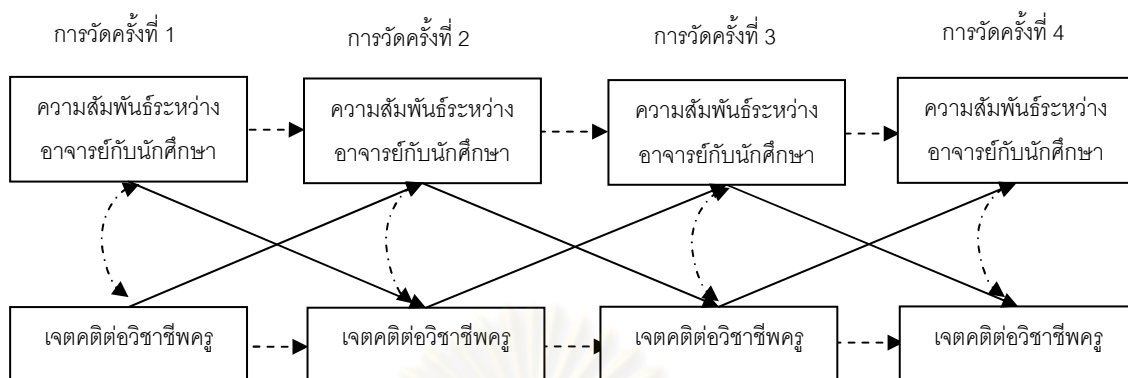 การวัดครั้งที่ 1 การวัดครั้งที่ 2 การวัดครั้งที่ 3 การวัดครั้งที่ 4
ความสัมพันธ์ระหว่าง ความสัมพันธ์ระหว่าง ความสัมพันธ์ระหว่าง ความสัมพันธ์ระหว่าง
อาจารย์กับนักศึกษา อาจารย์กับนักศึกษา อาจารย์กับนักศึกษา อาจารย์กับนักศึกษา
เจตคติต่อวิชาชีพครู เจตคติต่อวิชาชีพครู เจตคติต่อวิชาชีพครู เจตคติต่อวิชาชีพครู